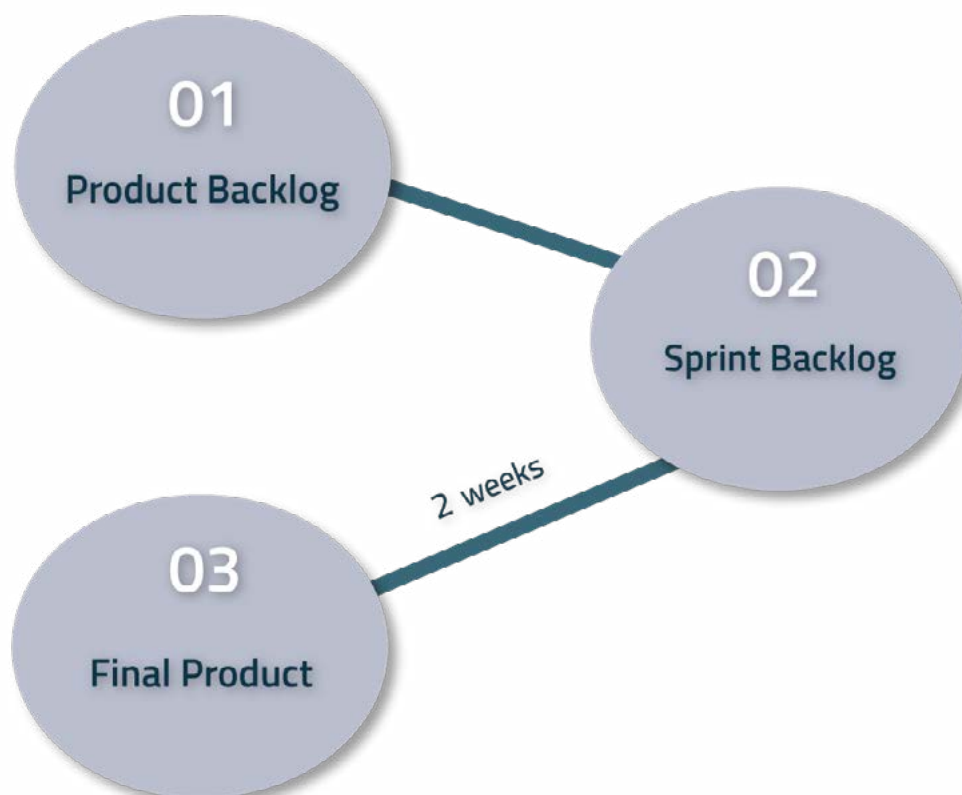 01
Product Backlog
02
Sprint Backlog
2 weeks
03
Final Product